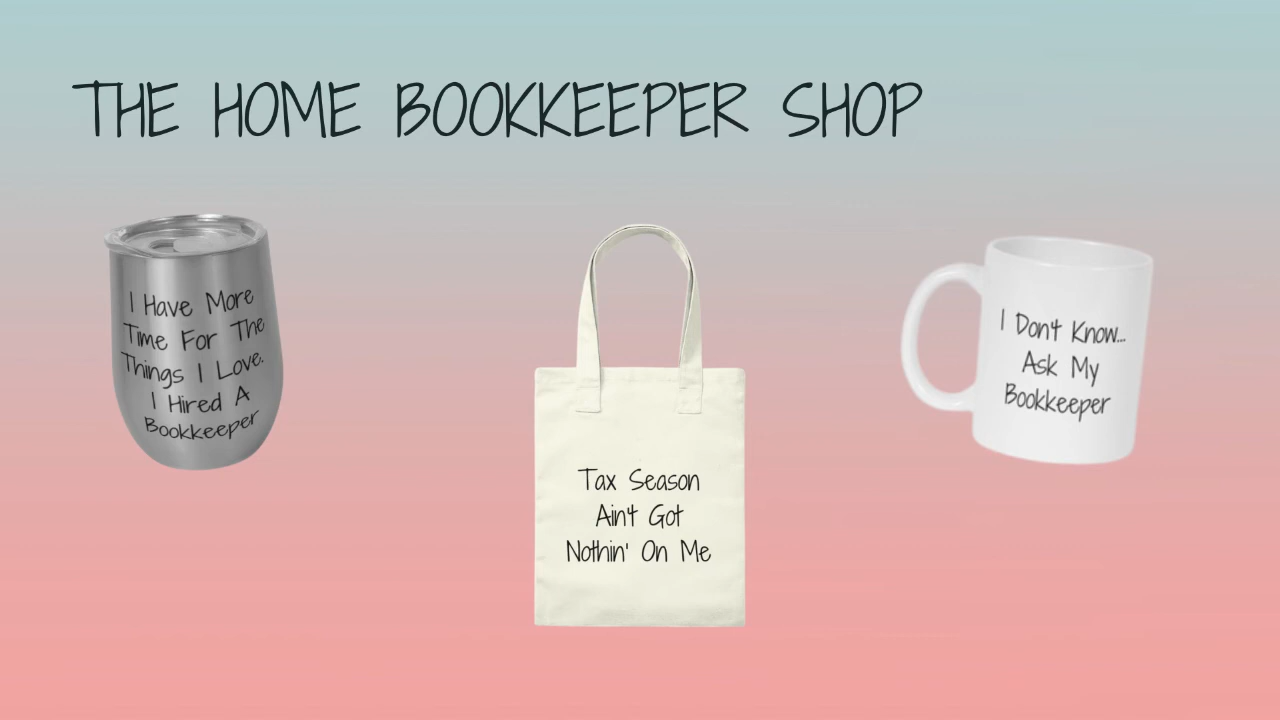 THE HOME BOOKKEEPER SHOP
I Have More
Time For The
Things I Love.
I Hired A
Bookkeeper
Tax Season
Ain't Got
Nothin' On Me
I Don't Know...
Ask My
Bookkeeper